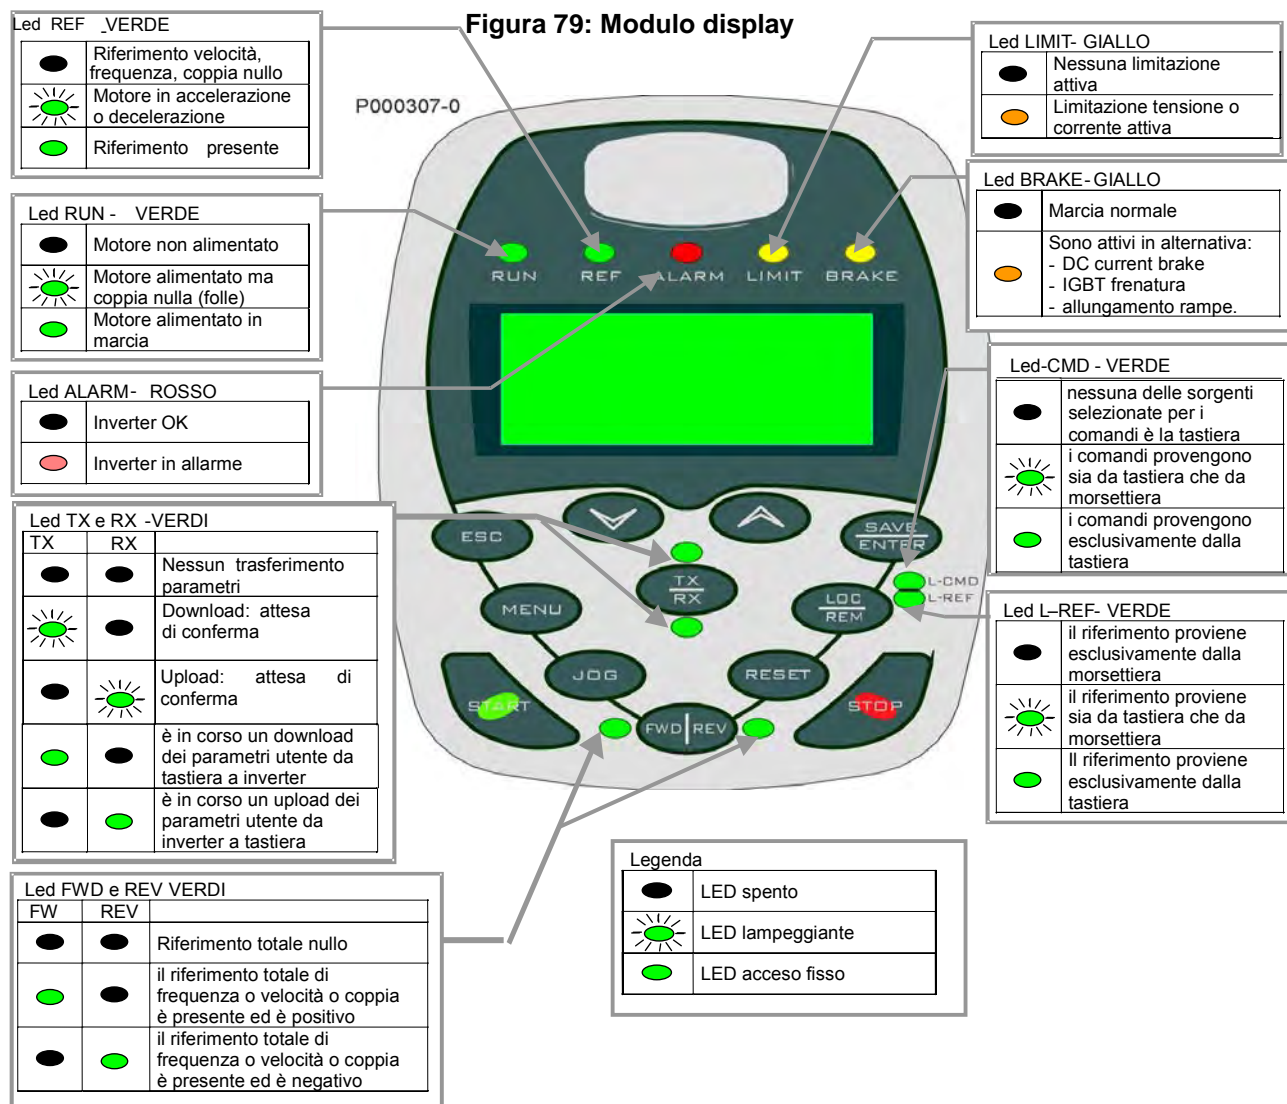 Figura 79: Modulo display
Led REF _VERDE
Riferimento velocità,
frequenza, coppia nullo
Motore in accelerazione
o decelerazione
Riferimento presente
Led RUN - VERDE
Motore non alimentato
Motore alimentato ma
coppia nulla (folle)
Motore alimentato in
marcia
Led ALARM- ROSSO
Inverter OK
Inverter in allarme
Led TX e RX -VERDI
TX RX
Nessun trasferimento
parametri
Download: attesa
di conferma
Upload: attesa di
conferma
è in corso un download
dei parametri utente da
tastiera a inverter
è in corso un upload dei
parametri utente da
inverter a tastiera
Led FWD e REV VERDI
FW REV
Riferimento totale nullo
il riferimento totale di
frequenza o velocità o coppia
è presente ed è positivo
il riferimento totale di
frequenza o velocità o coppia
è presente ed è negativo
P000307-0
RUN REF ALARM LIMIT BRAKE
ESC
SAVE
ENTER
TX
RX
MENU
LOC
REM
L-CMD
L-REF
JOG
RESET
START
FWD REV
STOP
Led LIMIT- GIALLO
Nessuna limitazione
attiva
Limitazione tensione o
corrente attiva
Led BRAKE-GIALLO
Marcia normale
Sono attivi in alternativa:
- DC current brake
- IGBT frenatura
- allungamento rampe.
Led-CMD - VERDE
nessuna delle sorgenti
selezionate per i
comandi è la tastiera
i comandi provengono
sia da tastiera che da
morsettiera
i comandi provengono
esclusivamente dalla
tastiera
Led L–REF- VERDE
il riferimento proviene
esclusivamente dalla
morsettiera
il riferimento proviene
sia da tastiera che da
morsettiera
Il riferimento proviene
esclusivamente dalla
tastiera
Legenda
LED spento
LED lampeggiante
LED acceso fisso